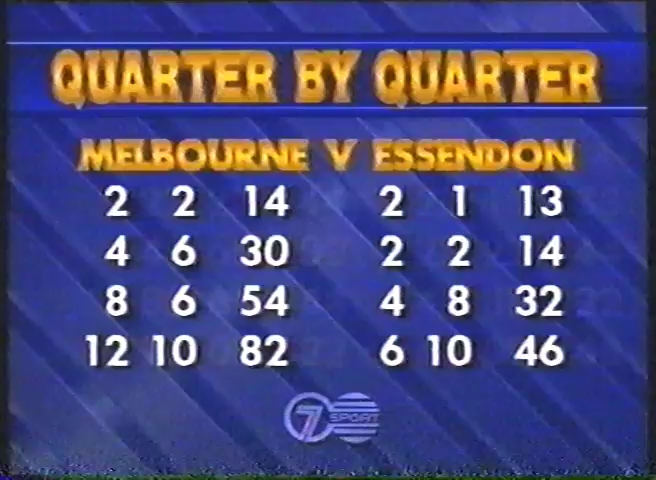 QUARTER BY QUARTER
MELBOURNE V ESSENDON
2 2 14 2 1 13
4 6 30 2 2 14
8 6 54 4 8 32
12 10 82 6 10 46
7 SPORT